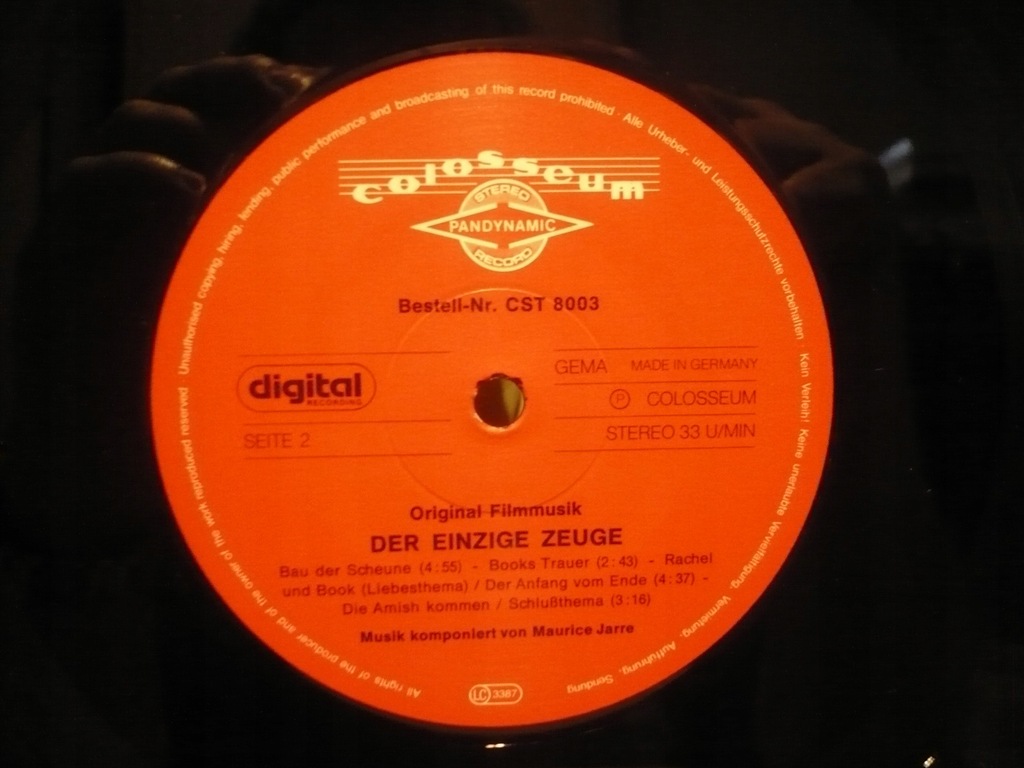 Unauthorised copying, hiring, lending, public performance and broadcasting of this record prohibited · Alle Urheber- und Leistungsschutzrechte vorbehalten · Kein Verleih! Keine unerlaubte Vervielfältigung, Vermietung, Aufführung, Sendung
All rights of the producer and of the owner of the work reproduced reserved
colosseum
STEREO
PANDYNAMIC
RECORD
Bestell-Nr. CST 8003
digital
RECORDING
SEITE 2
GEMA MADE IN GERMANY
Ⓟ COLOSSEUM
STEREO 33 U/MIN
Original Filmmusik
DER EINZIGE ZEUGE
Bau der Scheune (4:55) - Books Trauer (2:43) - Rachel
und Book (Liebesthema) / Der Anfang vom Ende (4:37) -
Die Amish kommen / Schlußthema (3:16)
Musik komponiert von Maurice Jarre
LC 3387